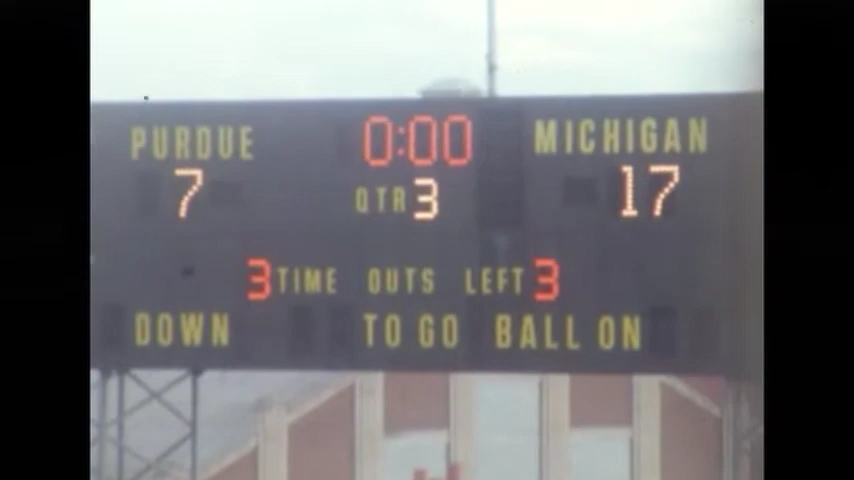 PURDUE 0:00 MICHIGAN
7 QTR 3 17
3 TIME OUTS LEFT 3
DOWN TO GO BALL ON